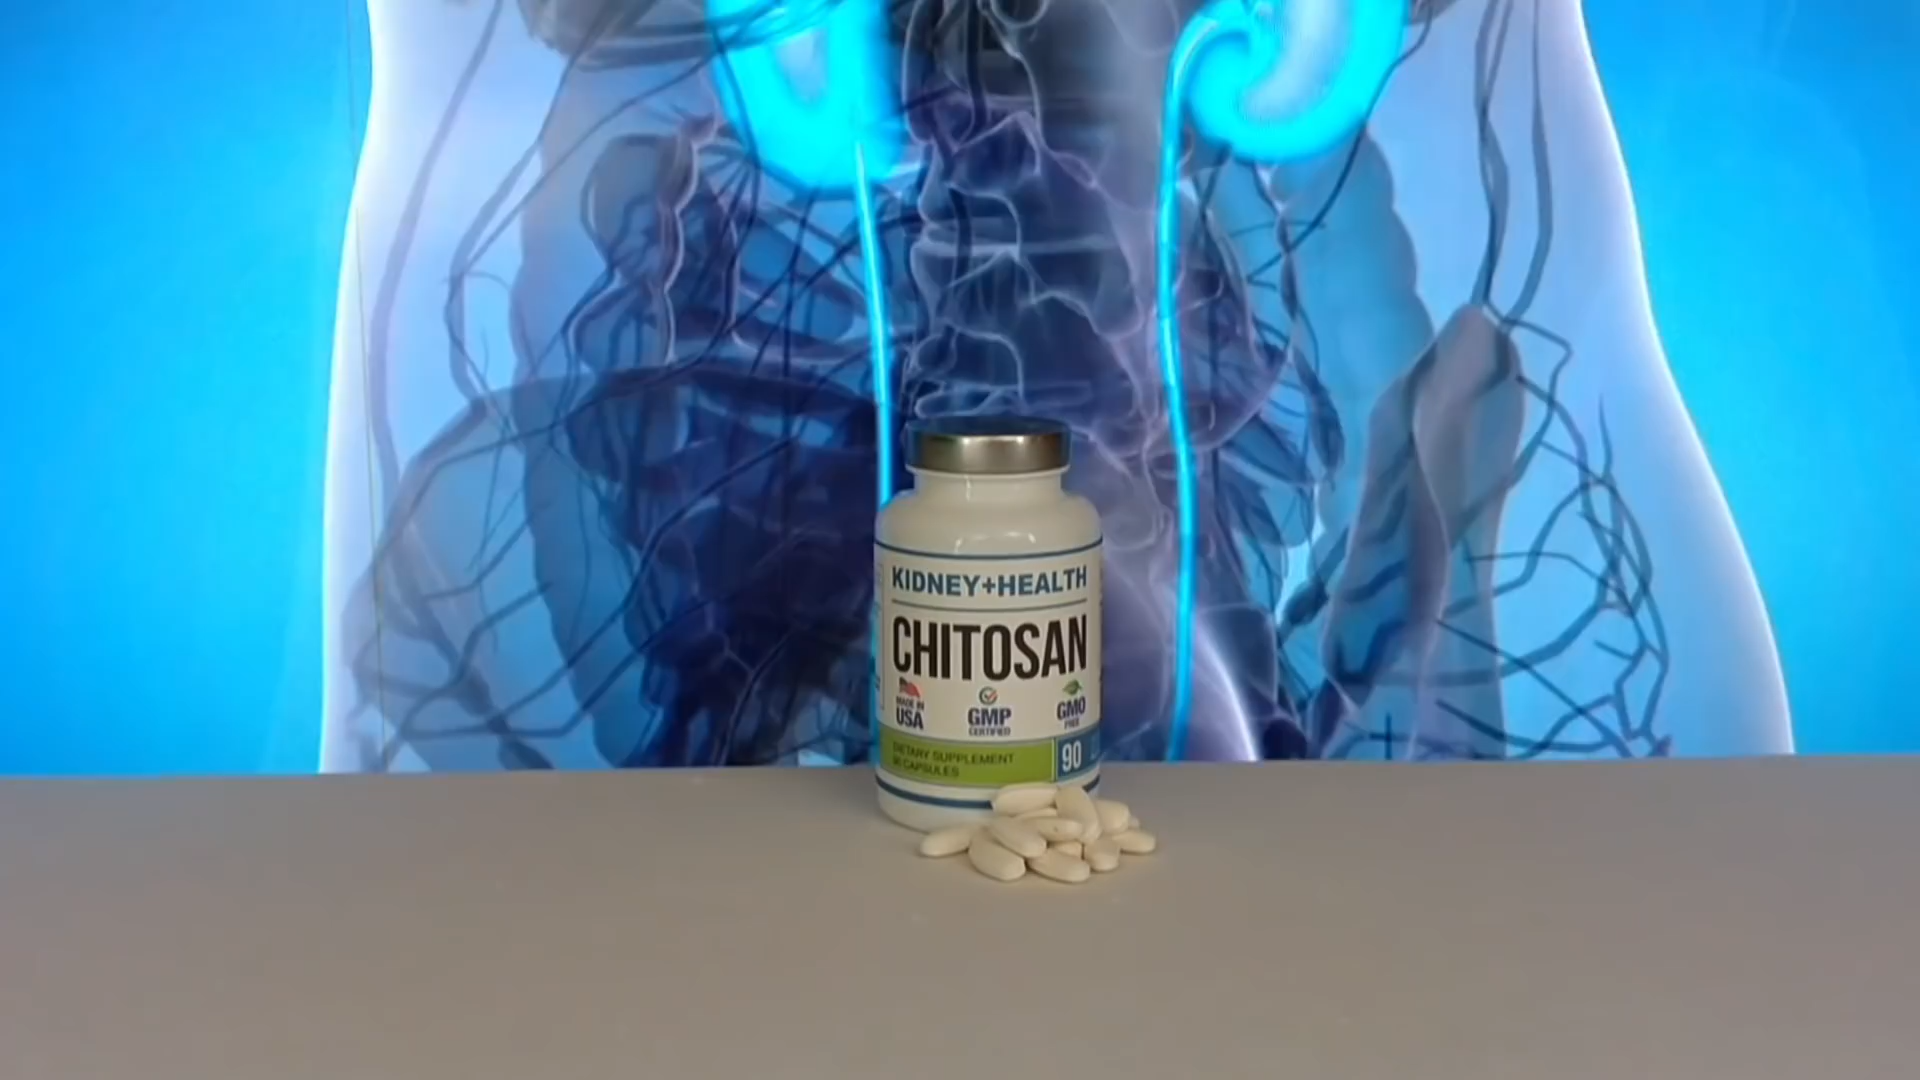 KIDNEY+HEALTH
CHITOSAN
MADE IN
USA
GMP
CERTIFIED
GMO
FREE
DIETARY SUPPLEMENT
90 CAPSULES
90